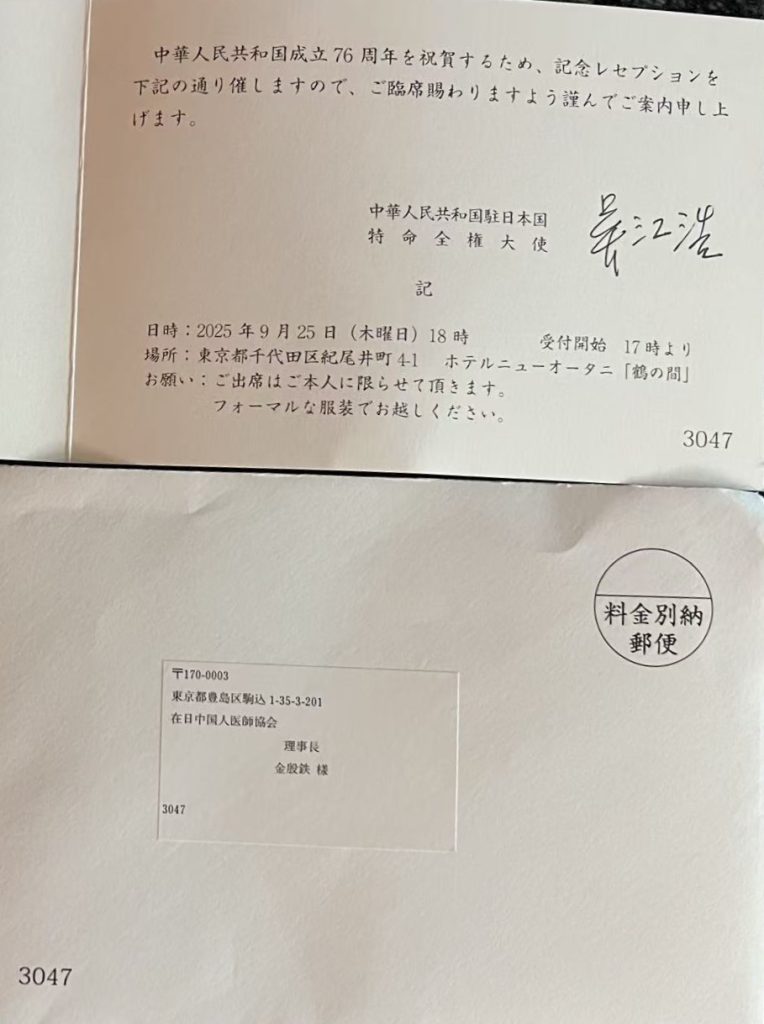 中華人民共和国成立76周年を祝賀するため、記念レセプションを
下記の通り催しますので、ご臨席賜わりますよう謹んでご案内申し上
げます。
中華人民共和国駐日本国
特命全権大使 吴江浩
記
日時：2025年9月25日（木曜日）18時 受付開始 17時より
場所：東京都千代田区紀尾井町4-1 ホテルニューオータニ「鶴の間」
お願い：ご出席はご本人に限らせて頂きます。
フォーマルな服装でお越しください。
3047
料金別納
郵便
〒170-0003
東京都豊島区駒込1-35-3-201
在日中国人医師協会
理事長
金殷鉄 様
3047
3047